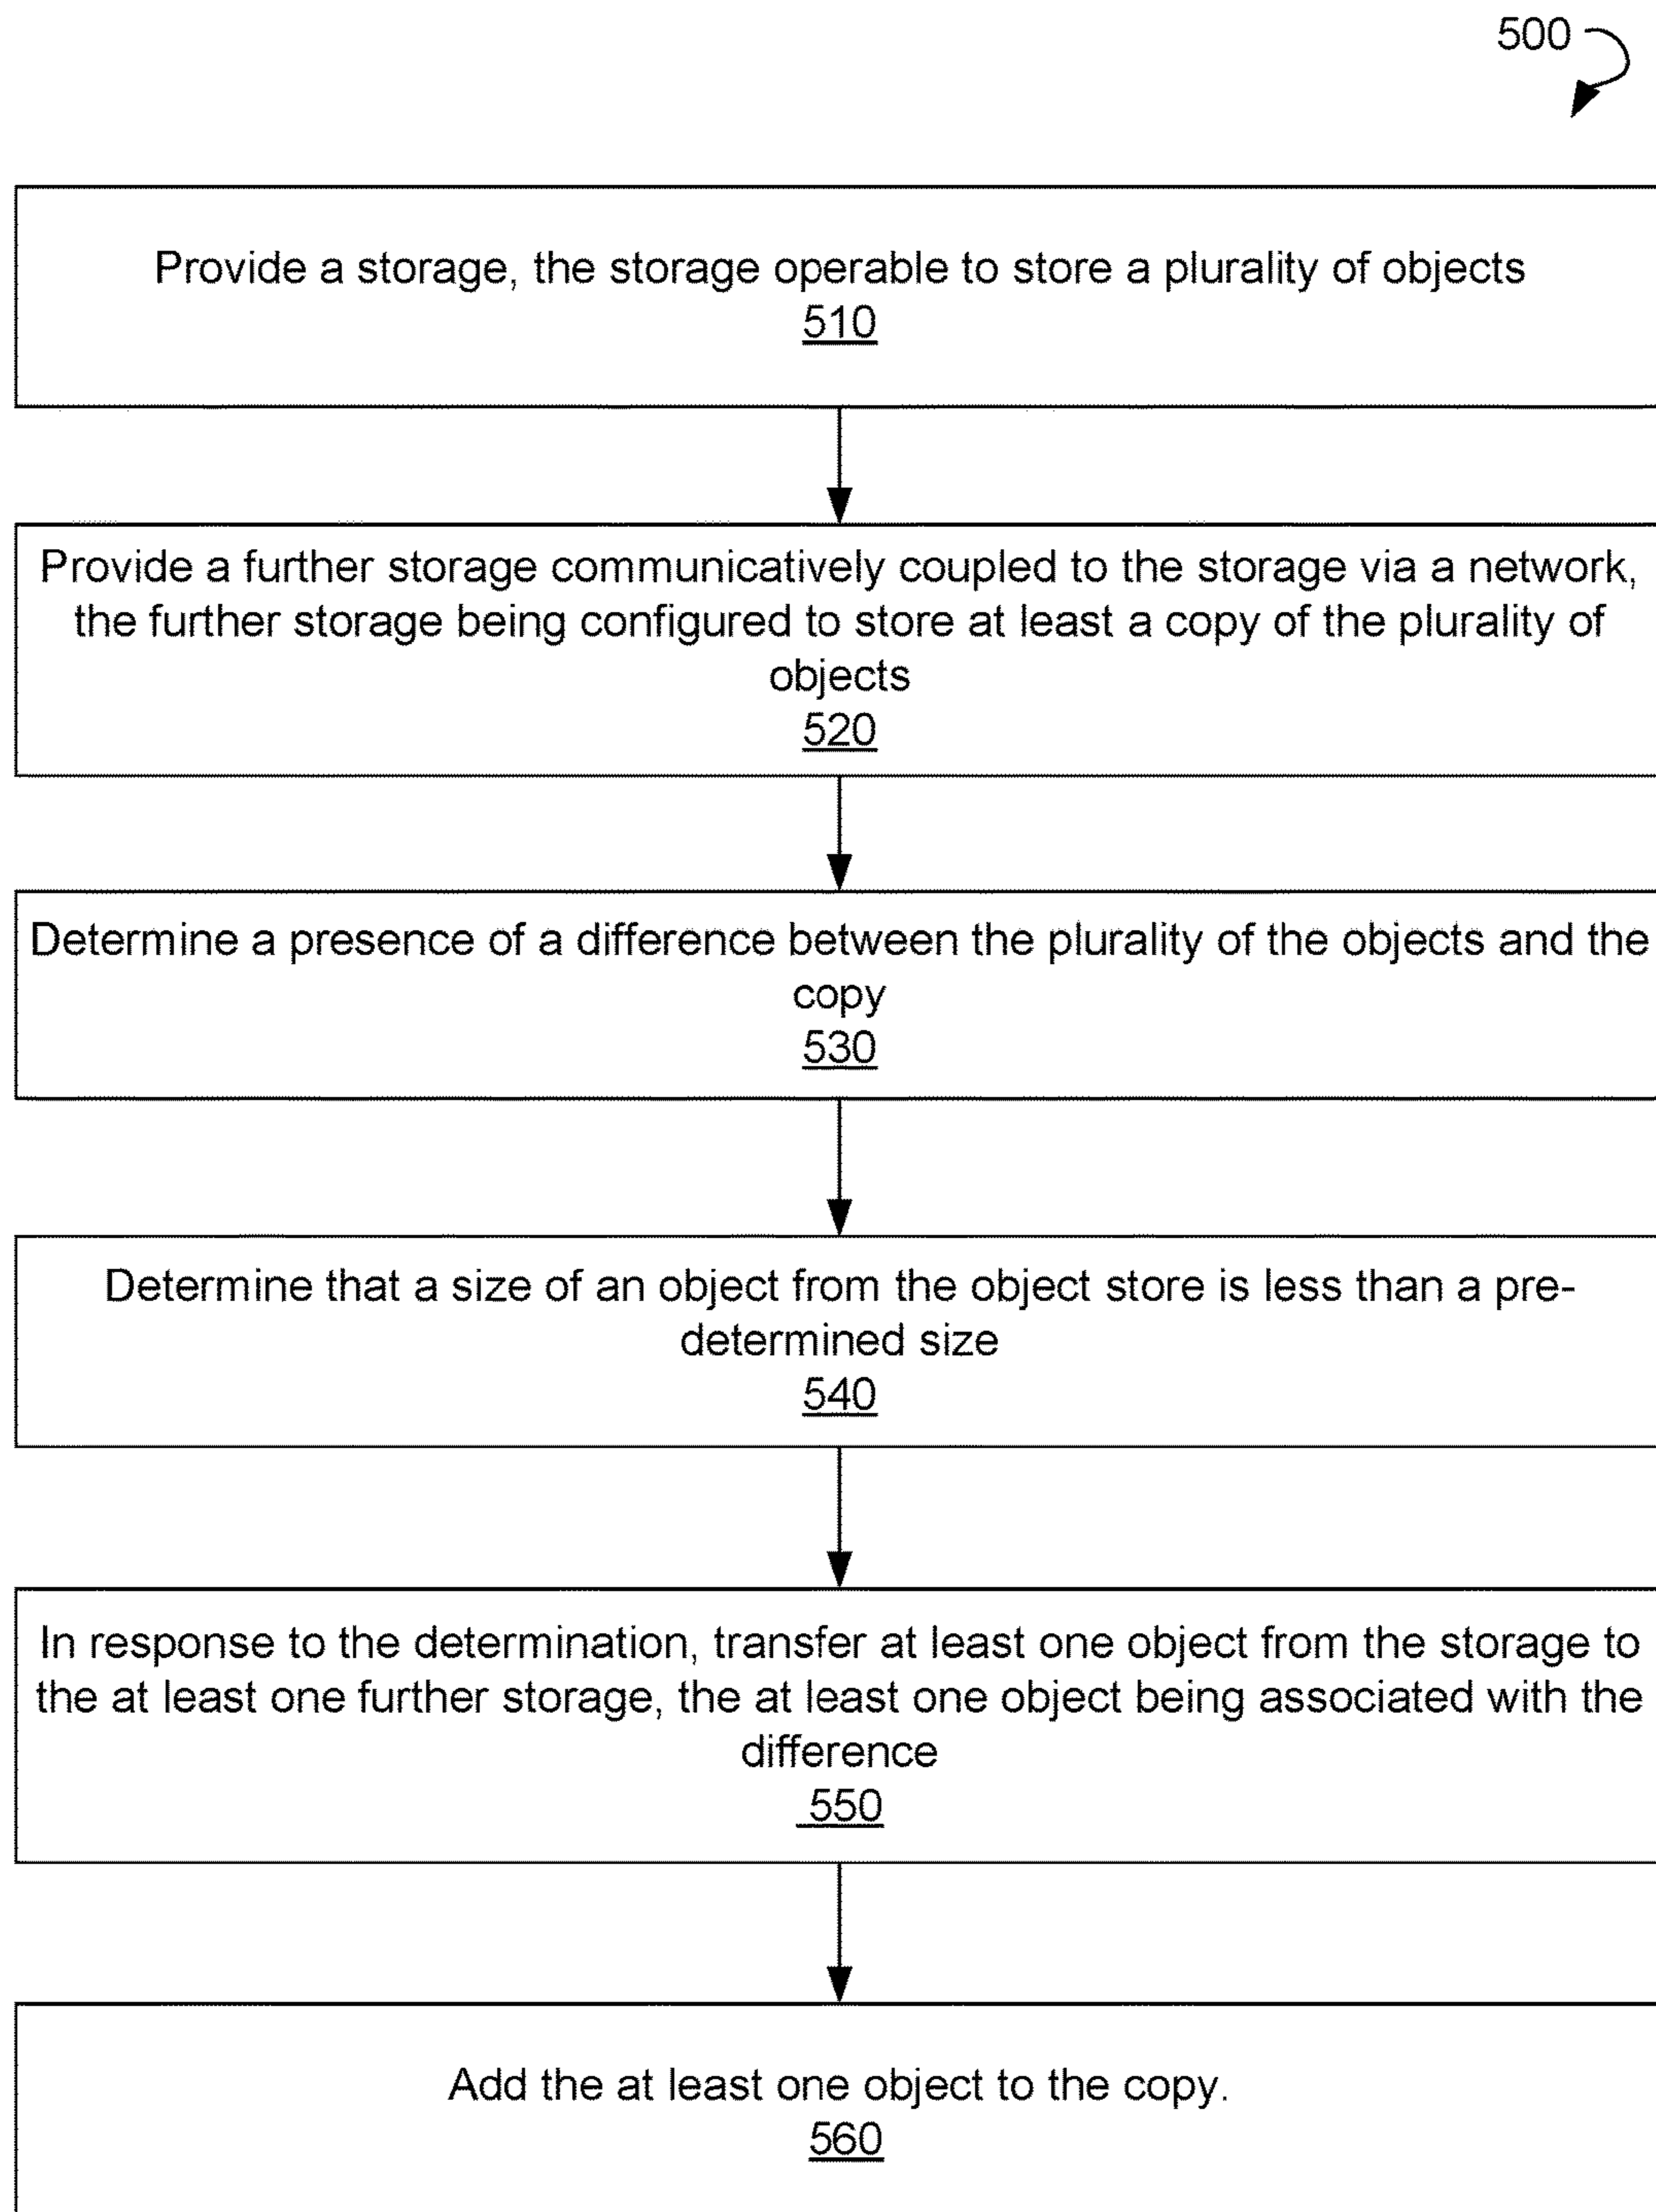 500
Provide a storage, the storage operable to store a plurality of objects
510
Provide a further storage communicatively coupled to the storage via a network,
the further storage being configured to store at least a copy of the plurality of
objects
520
Determine a presence of a difference between the plurality of the objects and the
copy
530
Determine that a size of an object from the object store is less than a pre-
determined size
540
In response to the determination, transfer at least one object from the storage to
the at least one further storage, the at least one object being associated with the
difference
550
Add the at least one object to the copy.
560